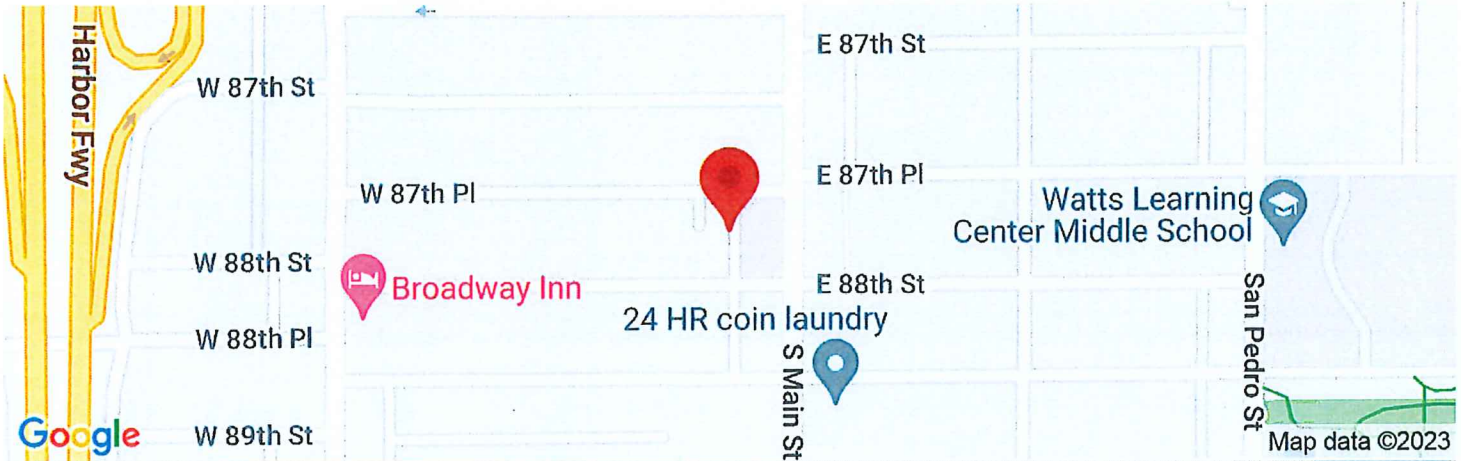 E 87th St
Harbor Fwy
W 87th St
E 87th Pl
W 87th Pl
Watts Learning
Center Middle School
W 88th St
Broadway Inn
E 88th St
24 HR coin laundry
San Pedro St
W 88th Pl
S Main St
Google
W 89th St
Map data ©2023